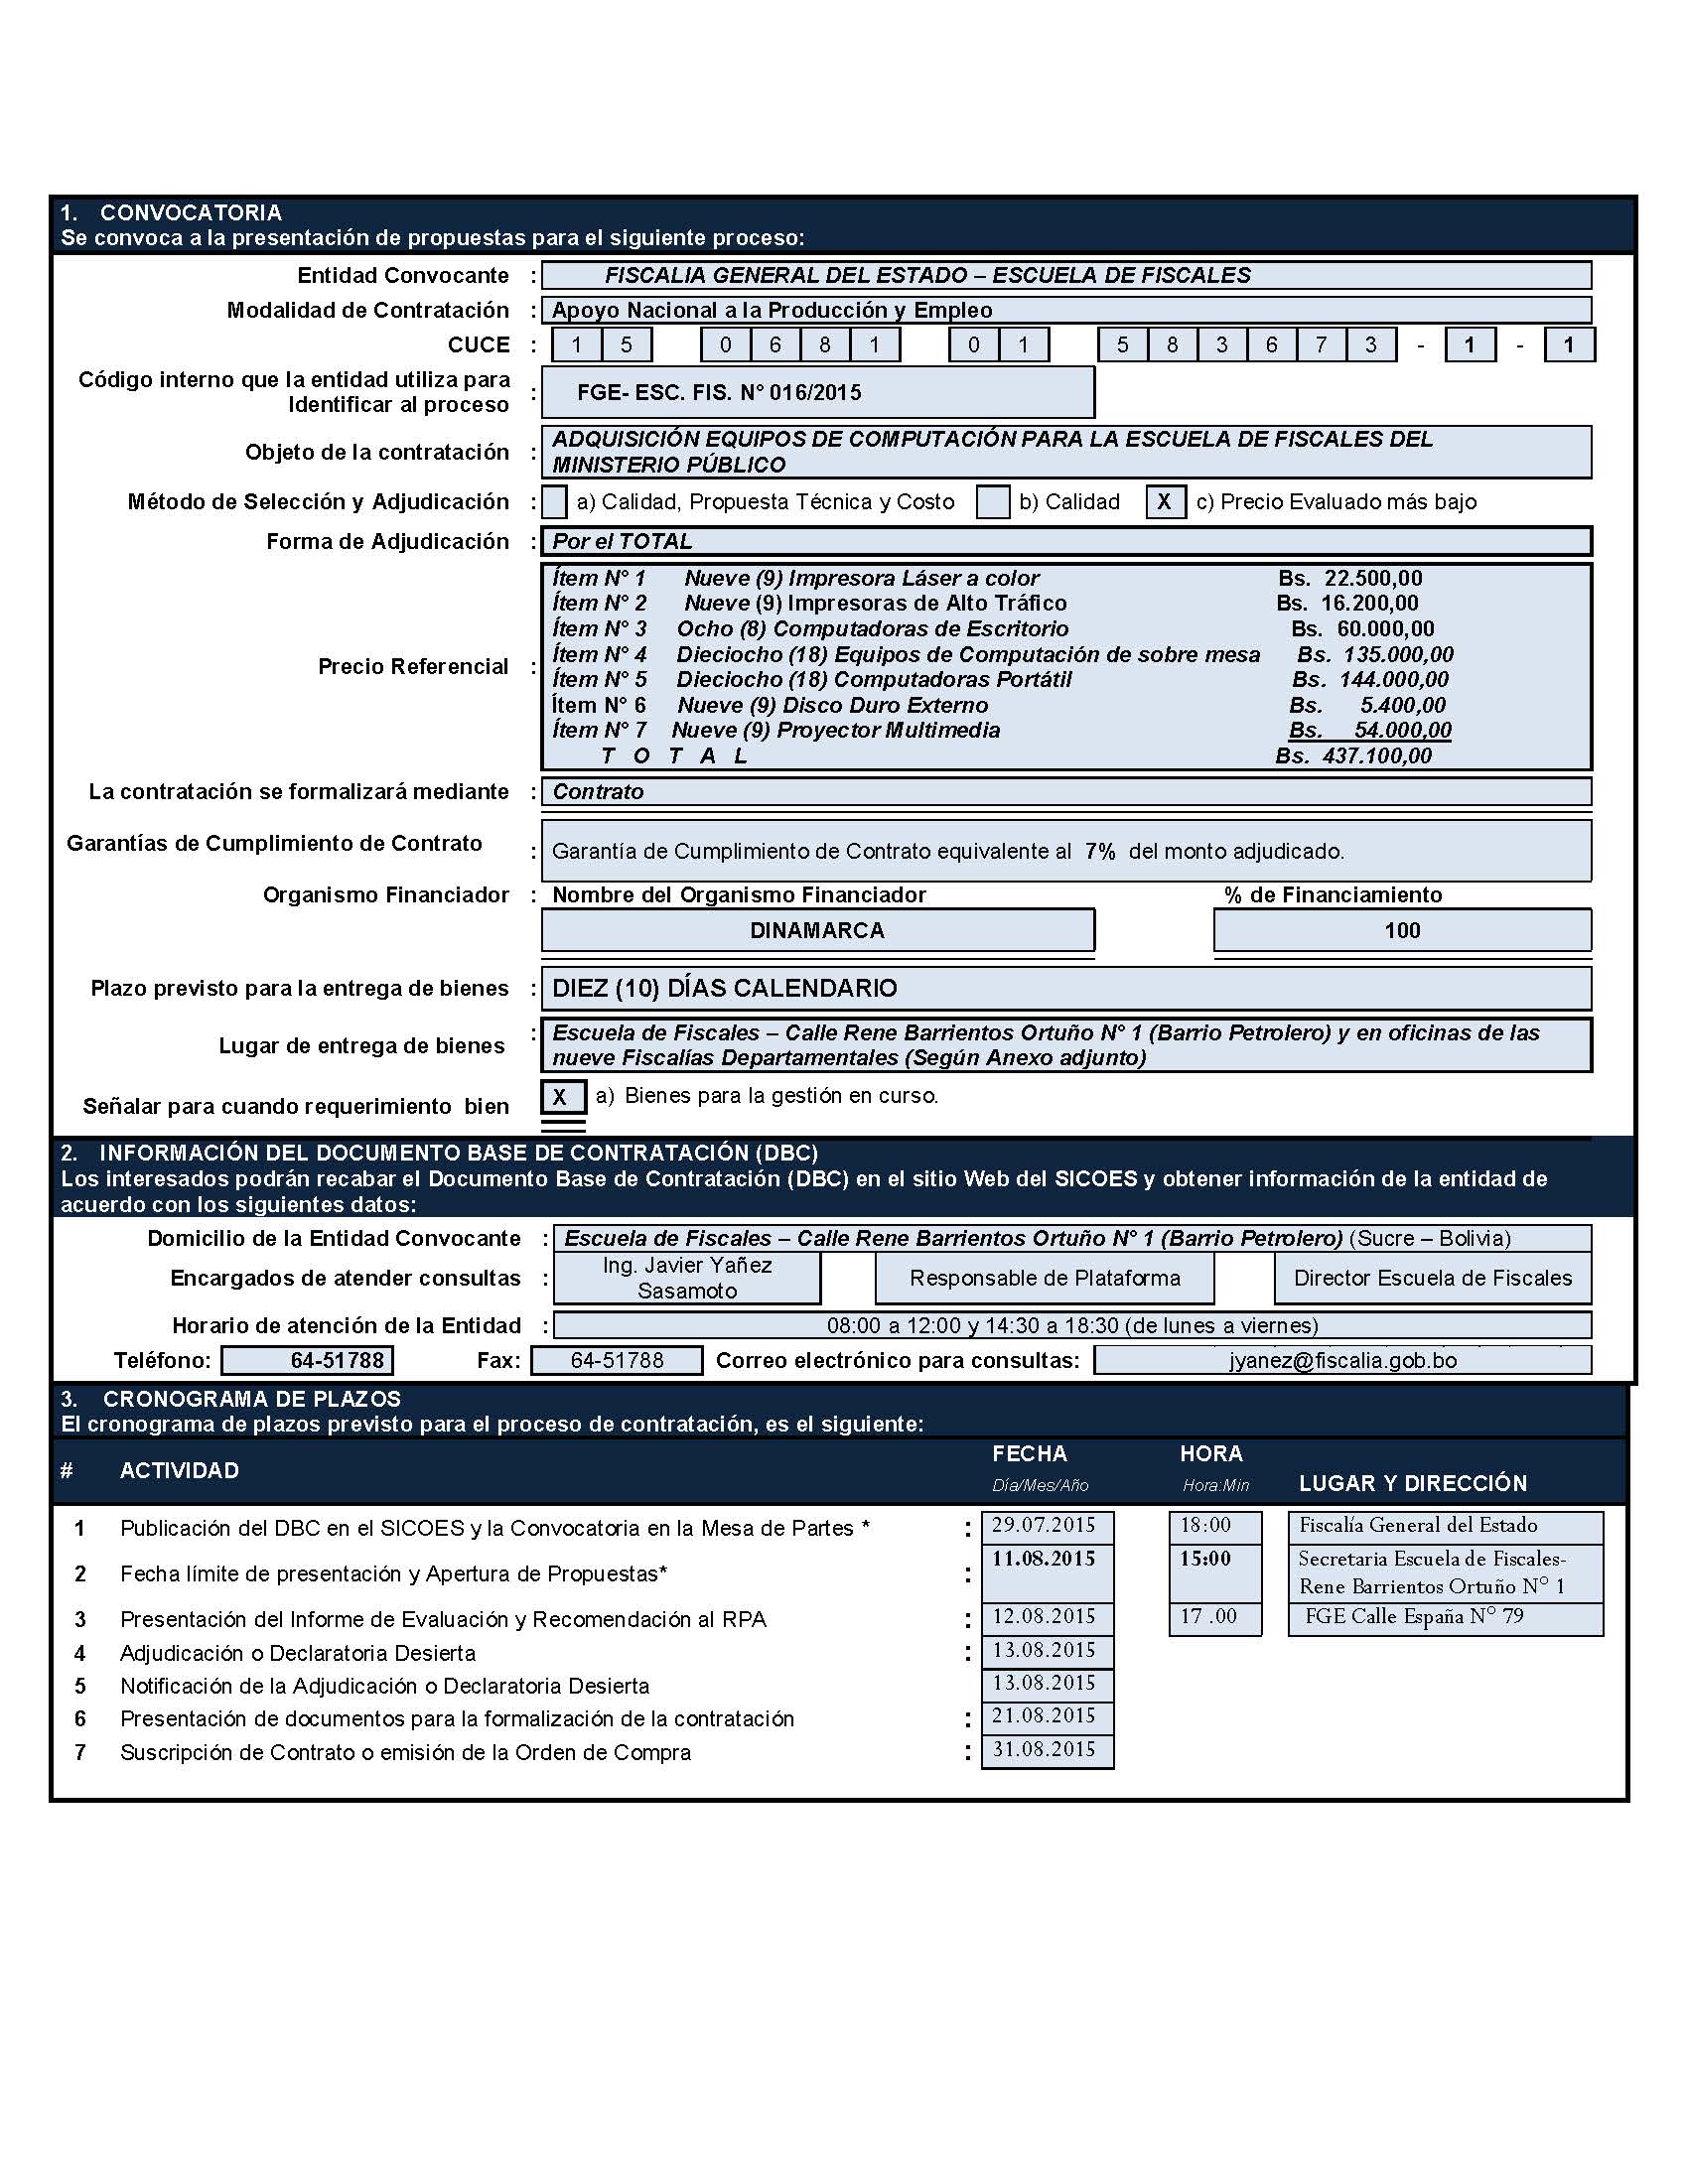 1. CONVOCATORIA
Se convoca a la presentación de propuestas para el siguiente proceso:
Entidad Convocante : FISCALIA GENERAL DEL ESTADO – ESCUELA DE FISCALES
Modalidad de Contratación : Apoyo Nacional a la Producción y Empleo
CUCE : 1 5 0 6 8 1 0 1 5 8 3 6 7 3 - 1 - 1
Código interno que la entidad utiliza para
Identificar al proceso : FGE- ESC. FIS. N° 016/2015
Objeto de la contratación : ADQUISICIÓN EQUIPOS DE COMPUTACIÓN PARA LA ESCUELA DE FISCALES DEL
MINISTERIO PÚBLICO
Método de Selección y Adjudicación : a) Calidad, Propuesta Técnica y Costo b) Calidad X c) Precio Evaluado más bajo
Forma de Adjudicación : Por el TOTAL
Precio Referencial :
Ítem N° 1 Nueve (9) Impresora Láser a color Bs. 22.500,00
Ítem N° 2 Nueve (9) Impresoras de Alto Tráfico Bs. 16.200,00
Ítem N° 3 Ocho (8) Computadoras de Escritorio Bs. 60.000,00
Ítem N° 4 Dieciocho (18) Equipos de Computación de sobre mesa Bs. 135.000,00
Ítem N° 5 Dieciocho (18) Computadoras Portátil Bs. 144.000,00
Ítem N° 6 Nueve (9) Disco Duro Externo Bs. 5.400,00
Ítem N° 7 Nueve (9) Proyector Multimedia Bs. 54.000,00
T O T A L Bs. 437.100,00
La contratación se formalizará mediante : Contrato
Garantías de Cumplimiento de Contrato : Garantía de Cumplimiento de Contrato equivalente al 7% del monto adjudicado.
Organismo Financiador : Nombre del Organismo Financiador % de Financiamiento
DINAMARCA 100
Plazo previsto para la entrega de bienes : DIEZ (10) DÍAS CALENDARIO
Lugar de entrega de bienes : Escuela de Fiscales – Calle Rene Barrientos Ortuño N° 1 (Barrio Petrolero) y en oficinas de las
nueve Fiscalías Departamentales (Según Anexo adjunto)
Señalar para cuando requerimiento bien X a) Bienes para la gestión en curso.
2. INFORMACIÓN DEL DOCUMENTO BASE DE CONTRATACIÓN (DBC)
Los interesados podrán recabar el Documento Base de Contratación (DBC) en el sitio Web del SICOES y obtener información de la entidad de
acuerdo con los siguientes datos:
Domicilio de la Entidad Convocante : Escuela de Fiscales – Calle Rene Barrientos Ortuño N° 1 (Barrio Petrolero) (Sucre – Bolivia)
Encargados de atender consultas : Ing. Javier Yañez
Sasamoto Responsable de Plataforma Director Escuela de Fiscales
Horario de atención de la Entidad : 08:00 a 12:00 y 14:30 a 18:30 (de lunes a viernes)
Teléfono: 64-51788 Fax: 64-51788 Correo electrónico para consultas: jyanez@fiscalia.gob.bo
3. CRONOGRAMA DE PLAZOS
El cronograma de plazos previsto para el proceso de contratación, es el siguiente:
# ACTIVIDAD FECHA HORA LUGAR Y DIRECCIÓN
Día/Mes/Año Hora:Min
1 Publicación del DBC en el SICOES y la Convocatoria en la Mesa de Partes * : 29.07.2015 18:00 Fiscalía General del Estado
2 Fecha límite de presentación y Apertura de Propuestas* : 11.08.2015 15:00 Secretaria Escuela de Fiscales-
Rene Barrientos Ortuño N° 1
3 Presentación del Informe de Evaluación y Recomendación al RPA : 12.08.2015 17 .00 FGE Calle España N° 79
4 Adjudicación o Declaratoria Desierta : 13.08.2015
5 Notificación de la Adjudicación o Declaratoria Desierta 13.08.2015
6 Presentación de documentos para la formalización de la contratación : 21.08.2015
7 Suscripción de Contrato o emisión de la Orden de Compra : 31.08.2015